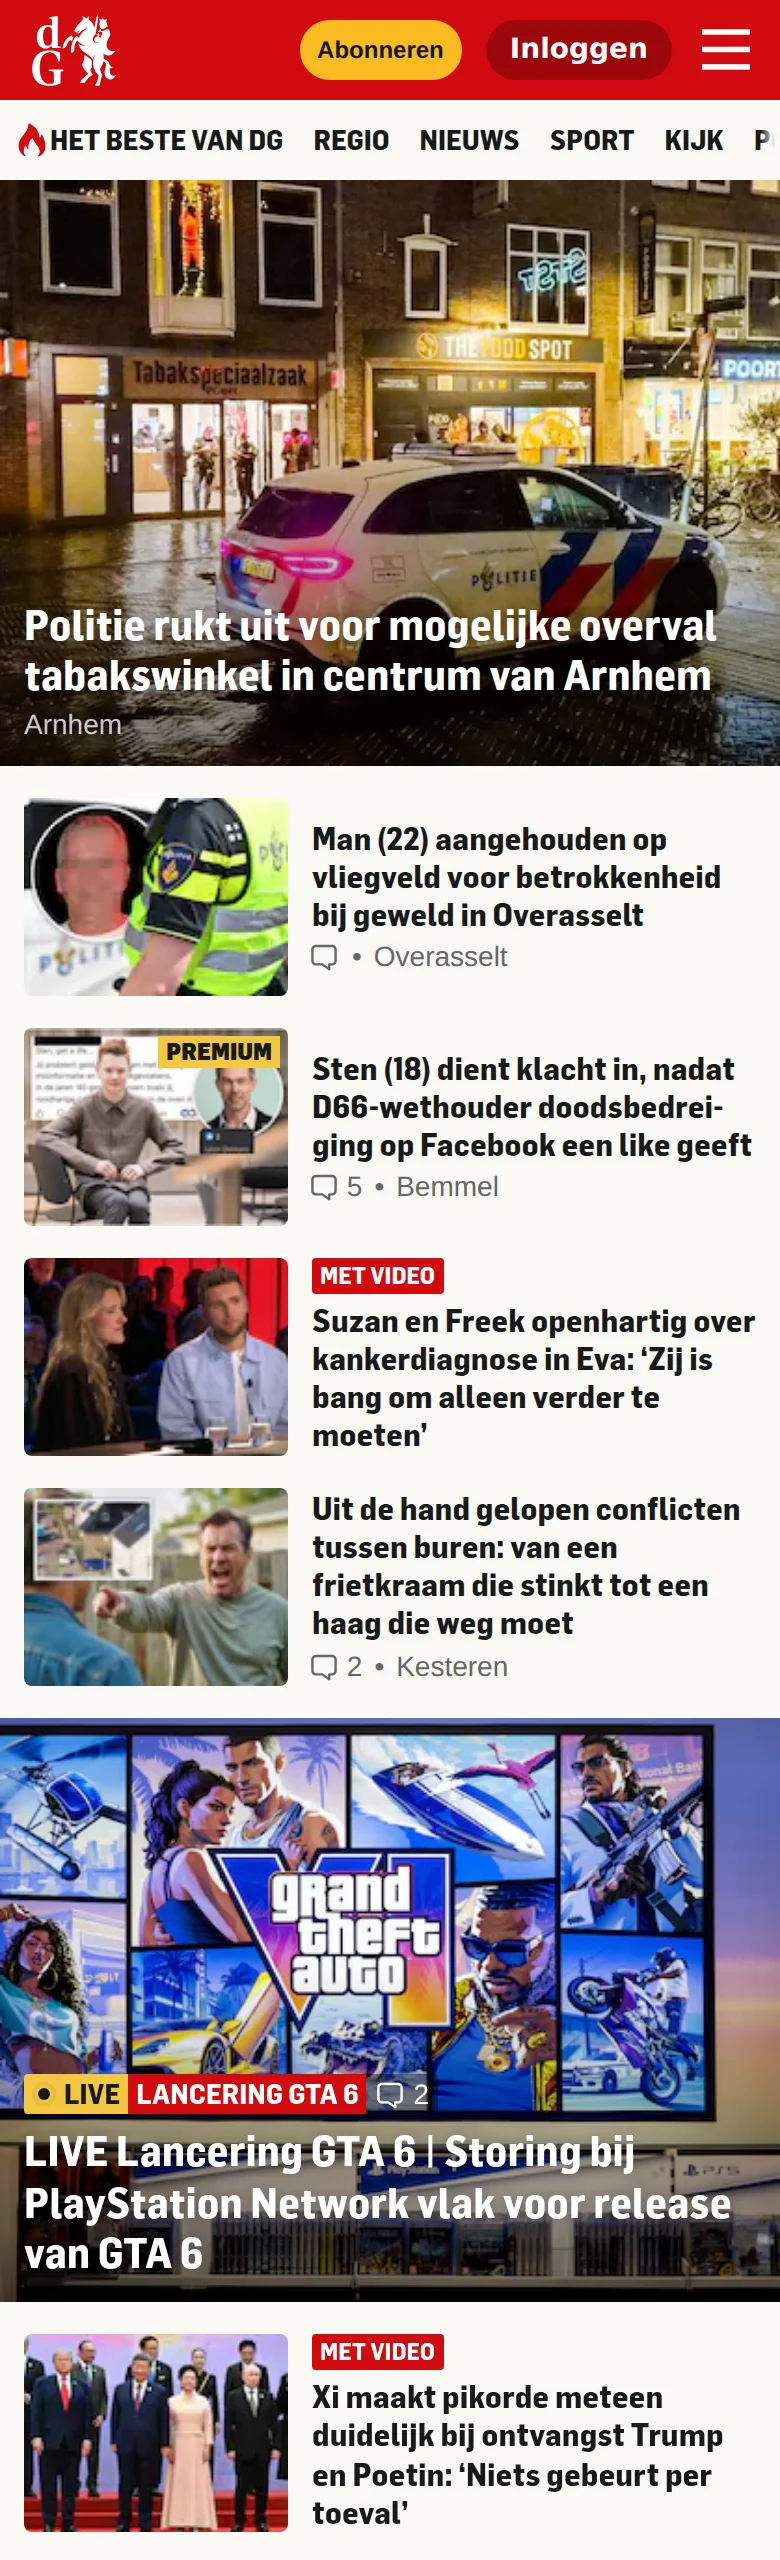 dG
Abonneren
Inloggen
HET BESTE VAN DG REGIO NIEUWS SPORT KIJK
Tabakspeciaalzaak
THE FOOD SPOT
POORT
POLITIE
Politie rukt uit voor mogelijke overval
tabakswinkel in centrum van Arnhem
Arnhem
Man (22) aangehouden op
vliegveld voor betrokkenheid
bij geweld in Overasselt
• Overasselt
PREMIUM
Sten (18) dient klacht in, nadat
D66-wethouder doodsbedrei-
ging op Facebook een like geeft
5 • Bemmel
MET VIDEO
Suzan en Freek openhartig over
kankerdiagnose in Eva: ‘Zij is
bang om alleen verder te
moeten’
Uit de hand gelopen conflicten
tussen buren: van een
frietkraam die stinkt tot een
haag die weg moet
2 • Kesteren
VI
grand
theft
auto
LIVE LANCERING GTA 6 2
LIVE Lancering GTA 6 | Storing bij
PlayStation Network vlak voor release
van GTA 6
PS5
MET VIDEO
Xi maakt pikorde meteen
duidelijk bij ontvangst Trump
en Poetin: ‘Niets gebeurt per
toeval’